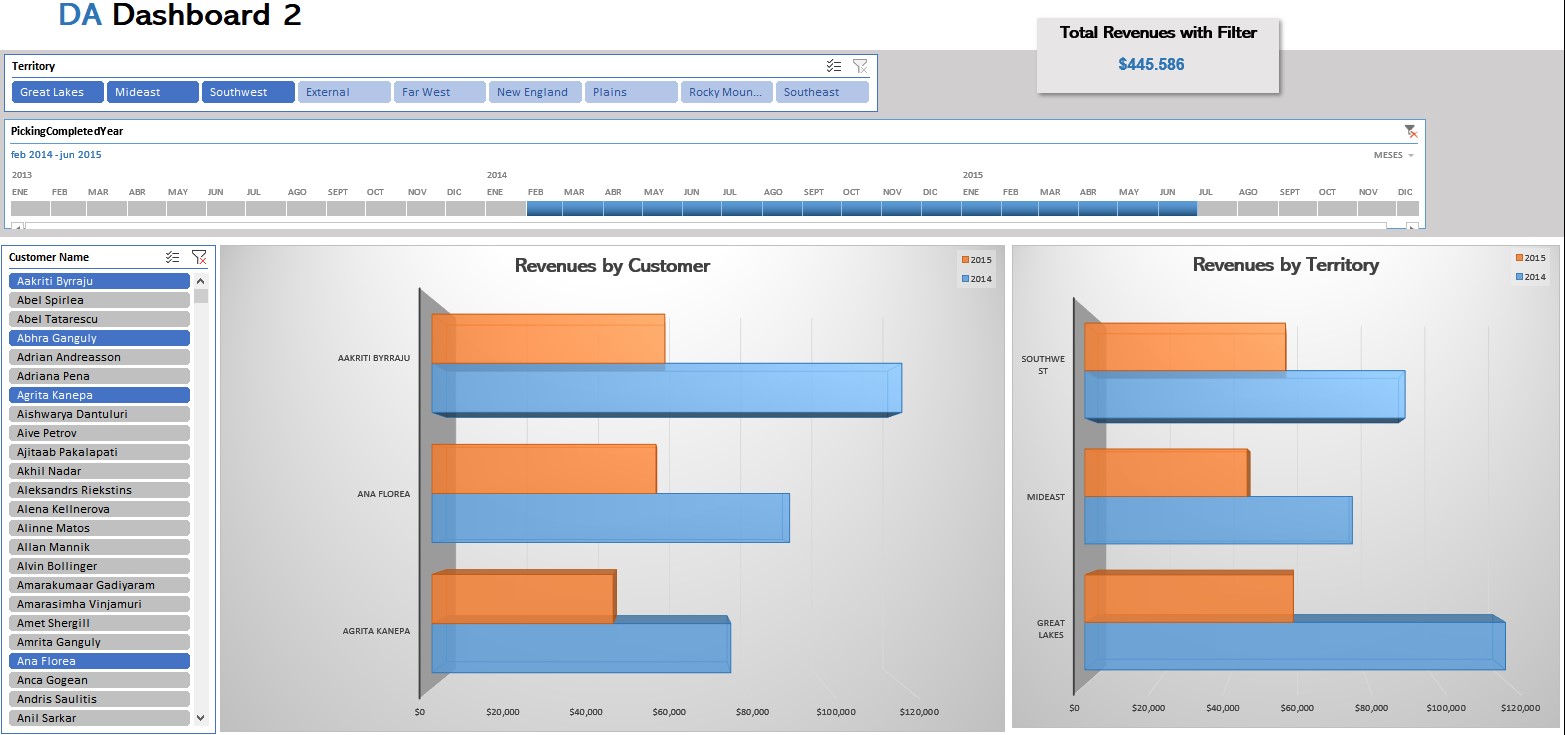 DA Dashboard 2
Total Revenues with Filter
$445.586
Territory
Great Lakes Mideast Southwest External Far West New England Plains Rocky Moun... Southeast
PickingCompletedYear
feb 2014 - jun 2015 MESES
2013 2014 2015
ENE FEB MAR ABR MAY JUN JUL AGO SEPT OCT NOV DIC ENE FEB MAR ABR MAY JUN JUL AGO SEPT OCT NOV DIC ENE FEB MAR ABR MAY JUN JUL AGO SEPT OCT NOV DIC
Customer Name
Aakriti Byrraju
Abel Spirlea
Abel Tatarescu
Abhra Ganguly
Adrian Andreasson
Adriana Pena
Agrita Kanepa
Aishwarya Dantuluri
Aive Petrov
Ajitaab Pakalapati
Akhil Nadar
Aleksandrs Riekstins
Alena Kellnerova
Alinne Matos
Allan Mannik
Alvin Bollinger
Amarakumaar Gadiyaram
Amarasimha Vinjamuri
Amet Shergill
Amrita Ganguly
Ana Florea
Anca Gogean
Andris Saulitis
Anil Sarkar
Revenues by Customer
2015
2014
AAKRITI BYRRAJU
ANA FLOREA
AGRITA KANEPA
$0 $20,000 $40,000 $60,000 $80,000 $100,000 $120,000
Revenues by Territory
2015
2014
SOUTHWE
ST
MIDEAST
GREAT
LAKES
$0 $20,000 $40,000 $60,000 $80,000 $100,000 $120,000